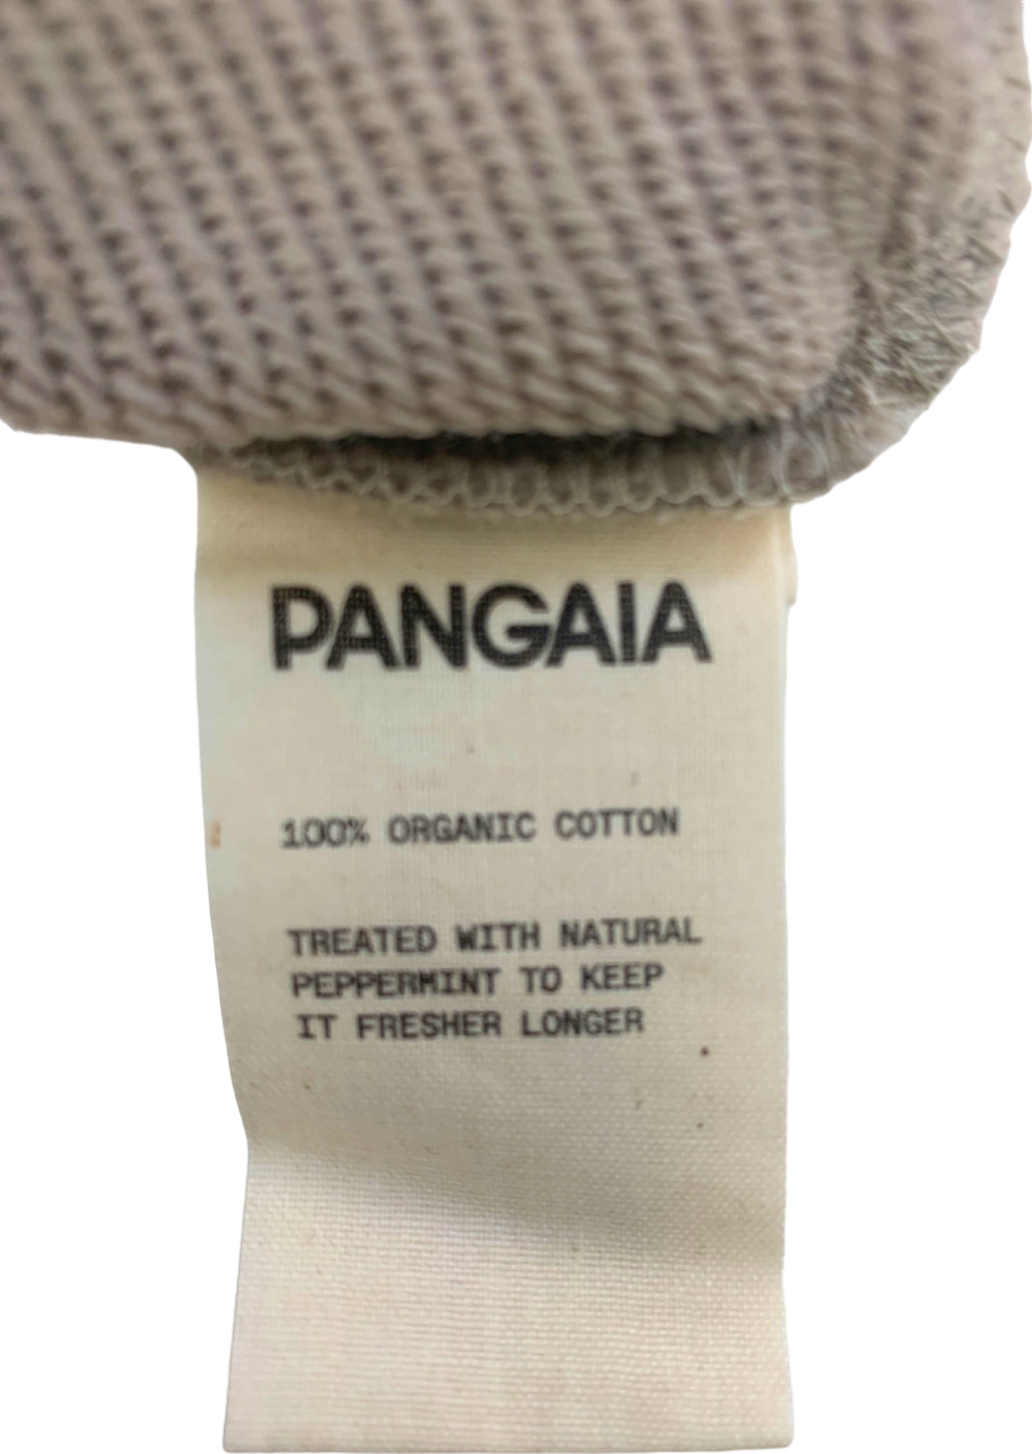 PANGAIA
100% ORGANIC COTTON
TREATED WITH NATURAL
PEPPERMINT TO KEEP
IT FRESHER LONGER